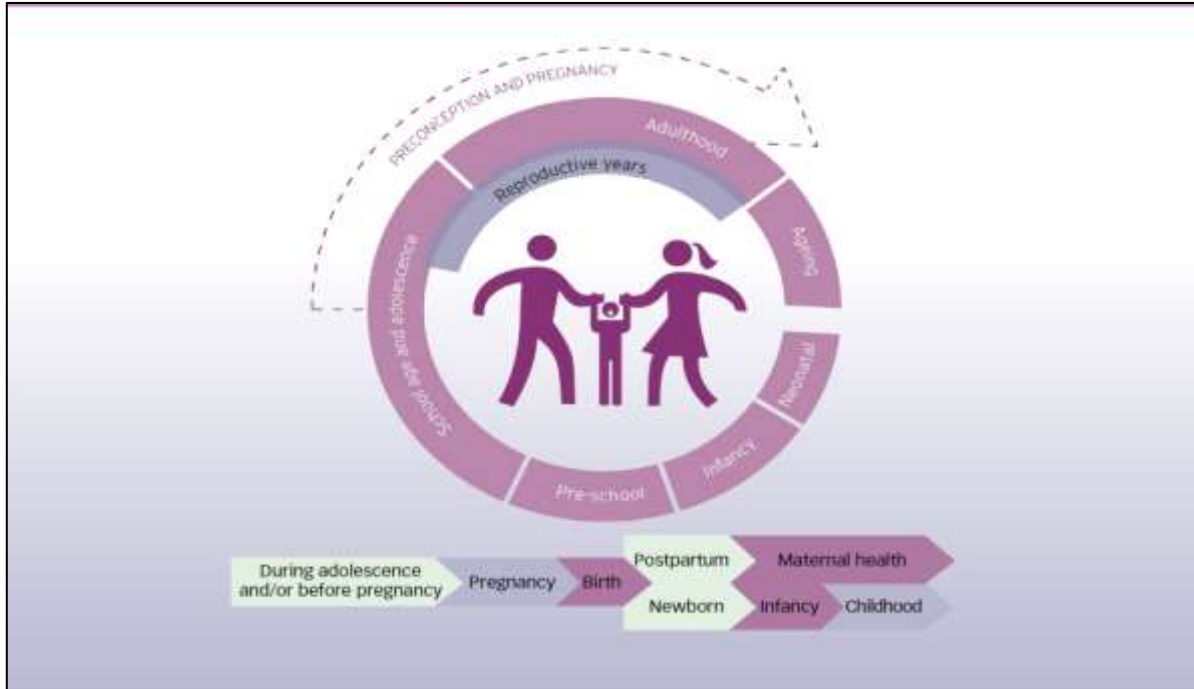 PRECONCEPTION AND PREGNANCY
Adulthood
Reproductive years
Ageing
School age and adolescence
Neonatal
Infancy
Pre-school
During adolescence
and/or before pregnancy
Pregnancy
Birth
Postpartum
Maternal health
Newborn
Infancy
Childhood